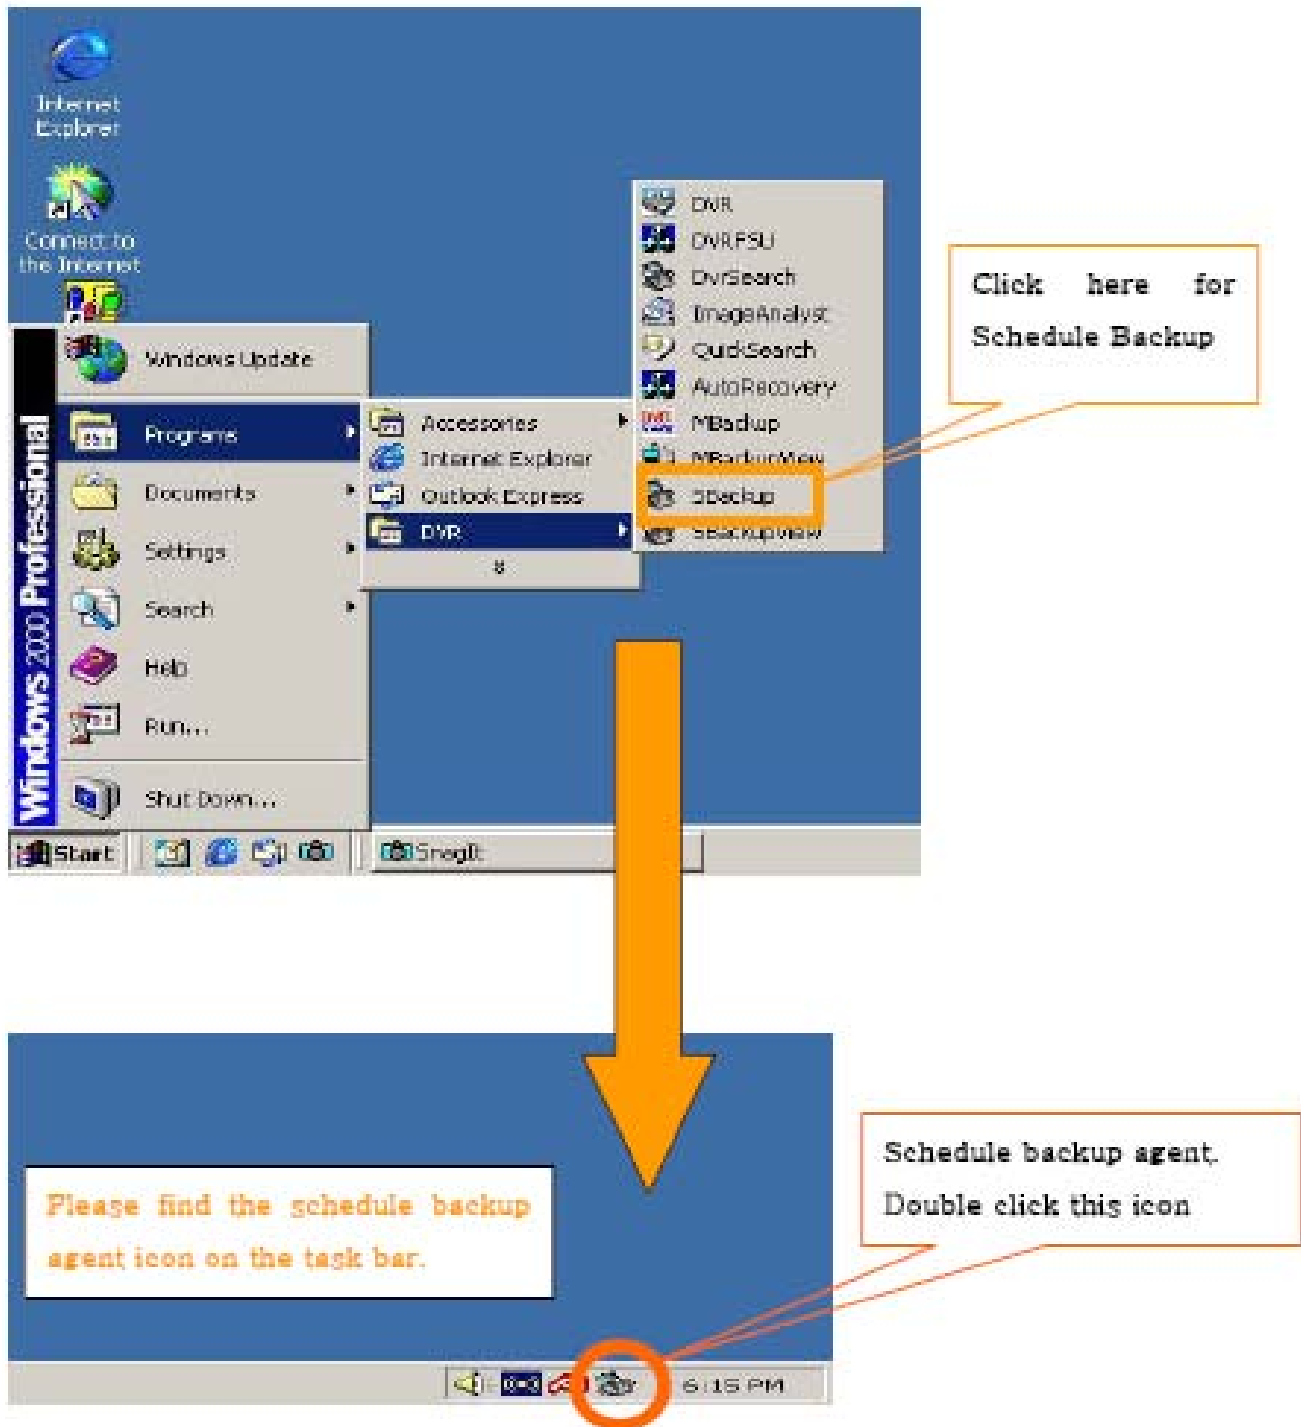 Internet
Explorer
Connect to
the Internet
Windows Update
Programs
Documents
Settings
Search
Help
Run...
Shut Down...
Windows 2000 Professional
Accessories
Internet Explorer
Outlook Express
DVR
DVR
DVRFSU
DvrSearch
ImageAnalyst
QuickSearch
AutoRecovery
MBackup
MBackupView
SBackup
SBackupView
Click here for
Schedule Backup
Start
SnagIt
Please find the schedule backup
agent icon on the task bar.
Schedule backup agent.
Double click this icon
6:15 PM